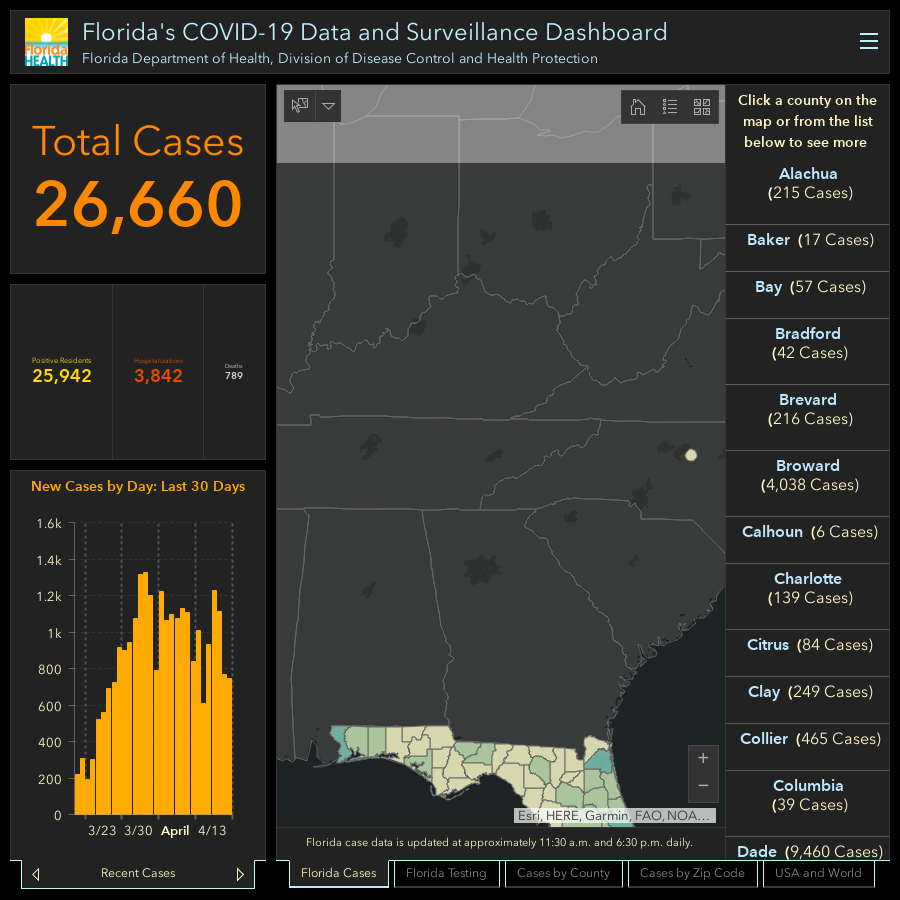 Florida
HEALTH
Florida's COVID-19 Data and Surveillance Dashboard
Florida Department of Health, Division of Disease Control and Health Protection
Total Cases
26,660
Positive Residents
25,942
Hospitalizations
3,842
Deaths
789
New Cases by Day: Last 30 Days
1.6k
1.4k
1.2k
1k
800
600
400
200
0
3/23 3/30 April 4/13
Recent Cases
Esri, HERE, Garmin, FAO, NOA...
Florida case data is updated at approximately 11:30 a.m. and 6:30 p.m. daily.
Florida Cases
Florida Testing
Cases by County
Cases by Zip Code
USA and World
Click a county on the
map or from the list
below to see more
Alachua
(215 Cases)
Baker (17 Cases)
Bay (57 Cases)
Bradford
(42 Cases)
Brevard
(216 Cases)
Broward
(4,038 Cases)
Calhoun (6 Cases)
Charlotte
(139 Cases)
Citrus (84 Cases)
Clay (249 Cases)
Collier (465 Cases)
Columbia
(39 Cases)
Dade (9,460 Cases)